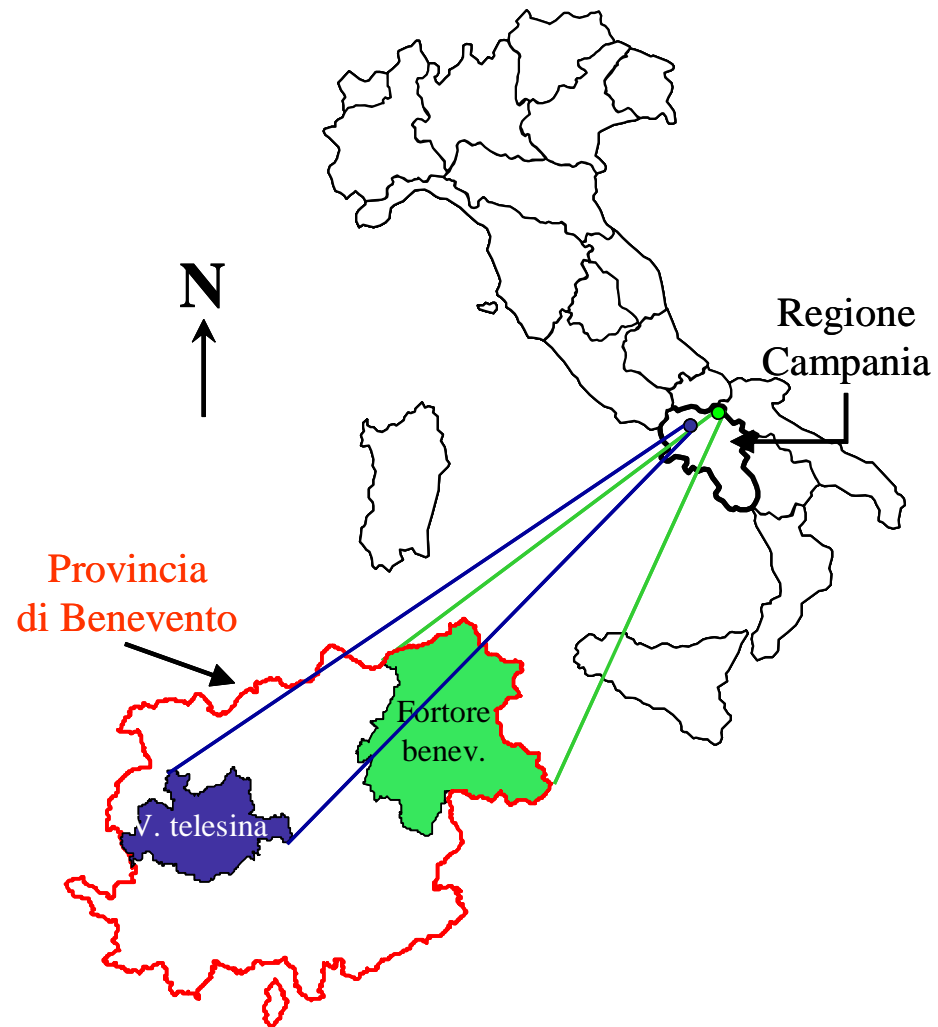 N
Regione
Campania
Provincia
di Benevento
Fortore
benev.
V. telesina